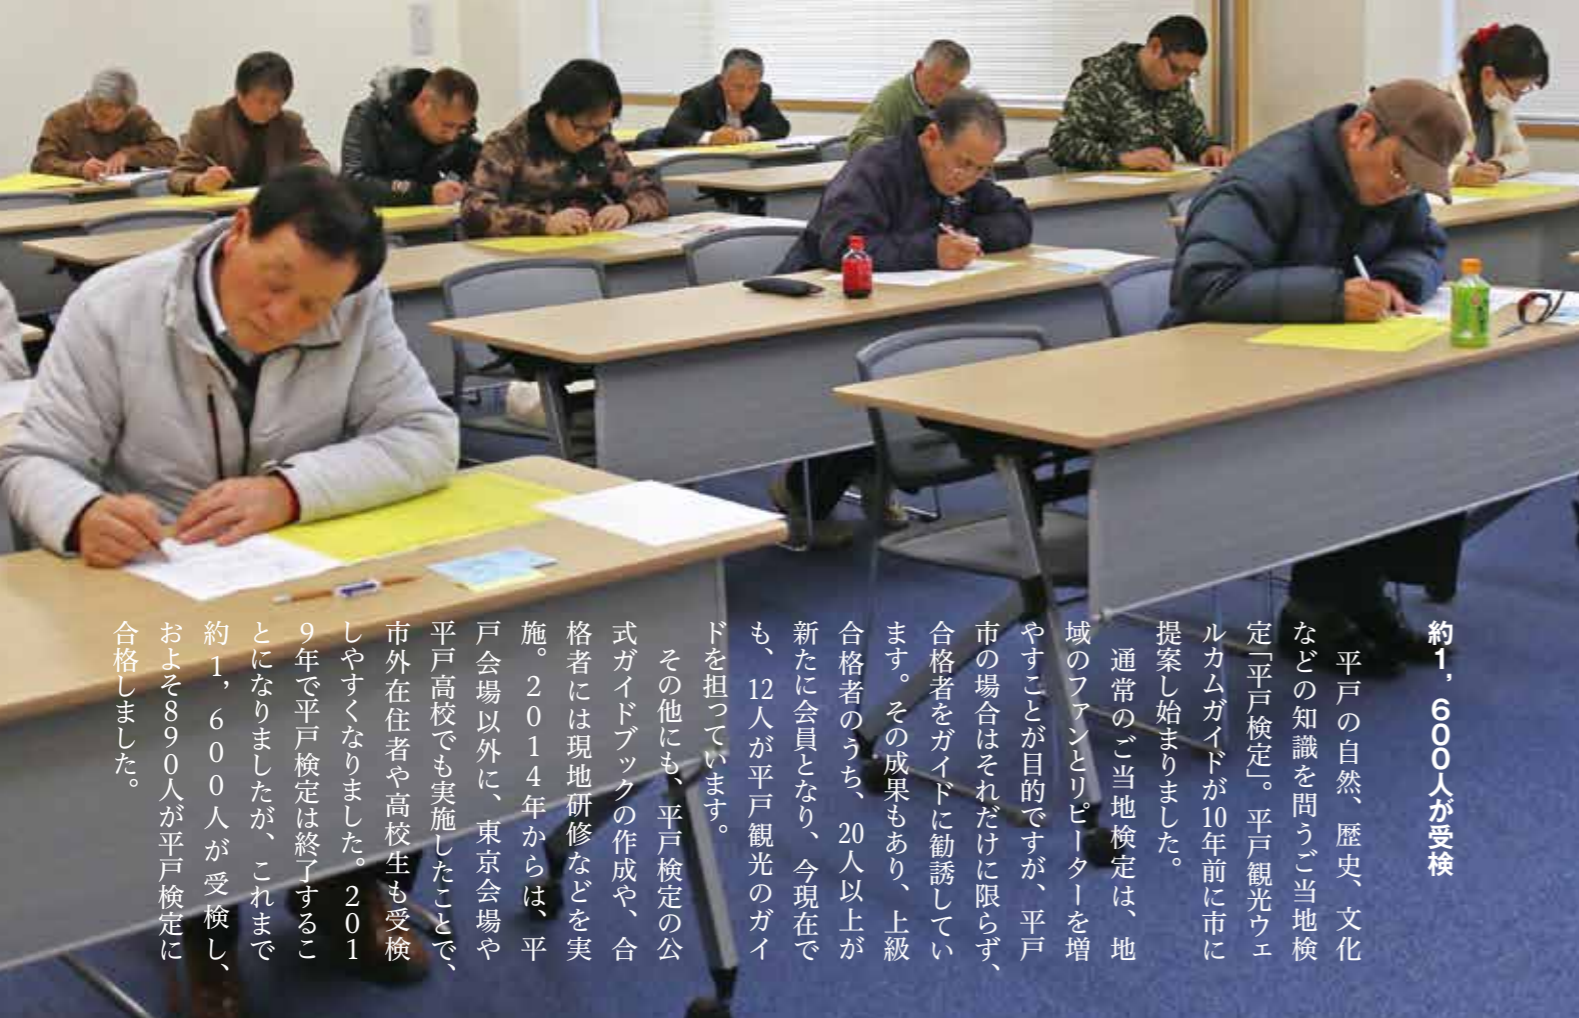 約1，600人が受検
平戸の自然、歴史、文化
などの知識を問うご当地検
定「平戸検定」。平戸観光ウェ
ルカムガイドが10年前に市に
提案し始まりました。
通常のご当地検定は、地
域のファンとリピーターを増
やすことが目的ですが、平戸
市の場合はそれだけに限らず、
合格者をガイドに勧誘してい
ます。その成果もあり、上級
合格者のうち、20人以上が
新たに会員となり、今現在で
も、12人が平戸観光のガイ
ドを担っています。
その他にも、平戸検定の公
式ガイドブックの作成や、合
格者には現地研修などを実
施。2014年からは、平
戸会場以外に、東京会場や
平戸高校でも実施したことで、
市外在住者や高校生も受検
しやすくなりました。201
9年で平戸検定は終了するこ
とになりましたが、これまで
約1，600人が受検し、
およそ890人が平戸検定に
合格しました。